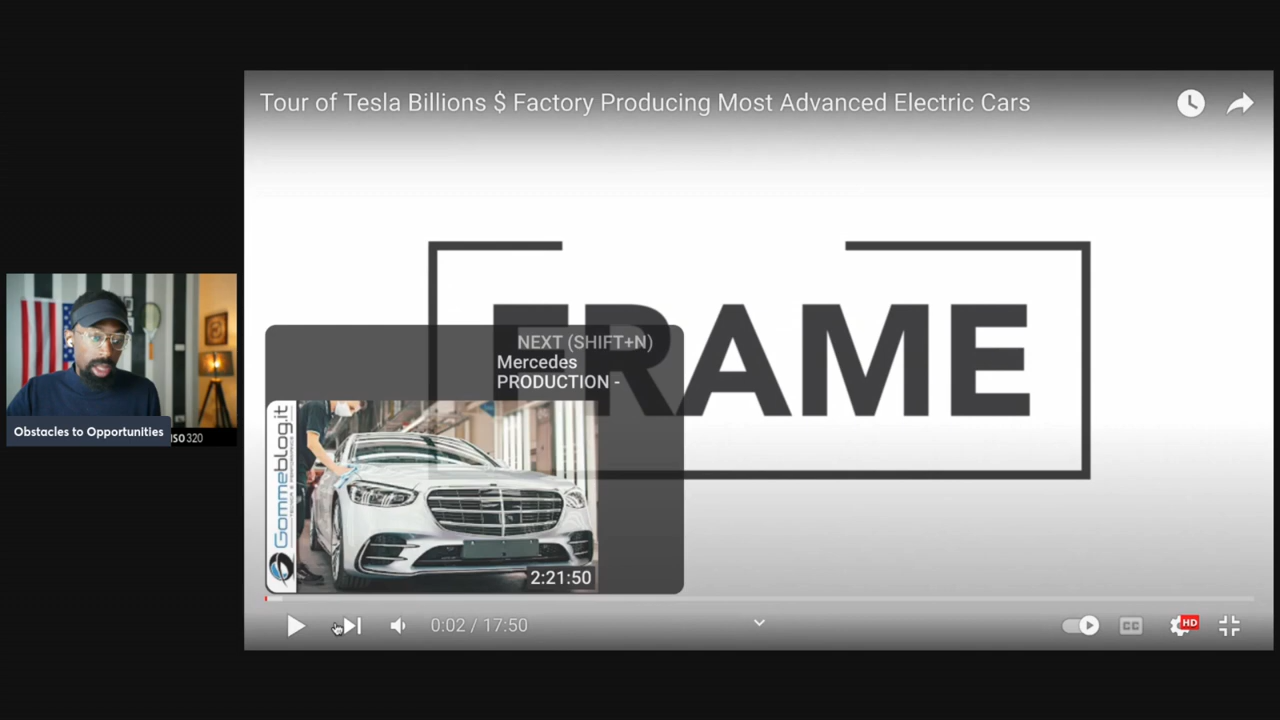 Tour of Tesla Billions $ Factory Producing Most Advanced Electric Cars
FRAME
NEXT (SHIFT+N)
Mercedes
PRODUCTION -
Gommeblog.it
2:21:50
Obstacles to Opportunities
ISO 320
0:02 / 17:50
CC
HD